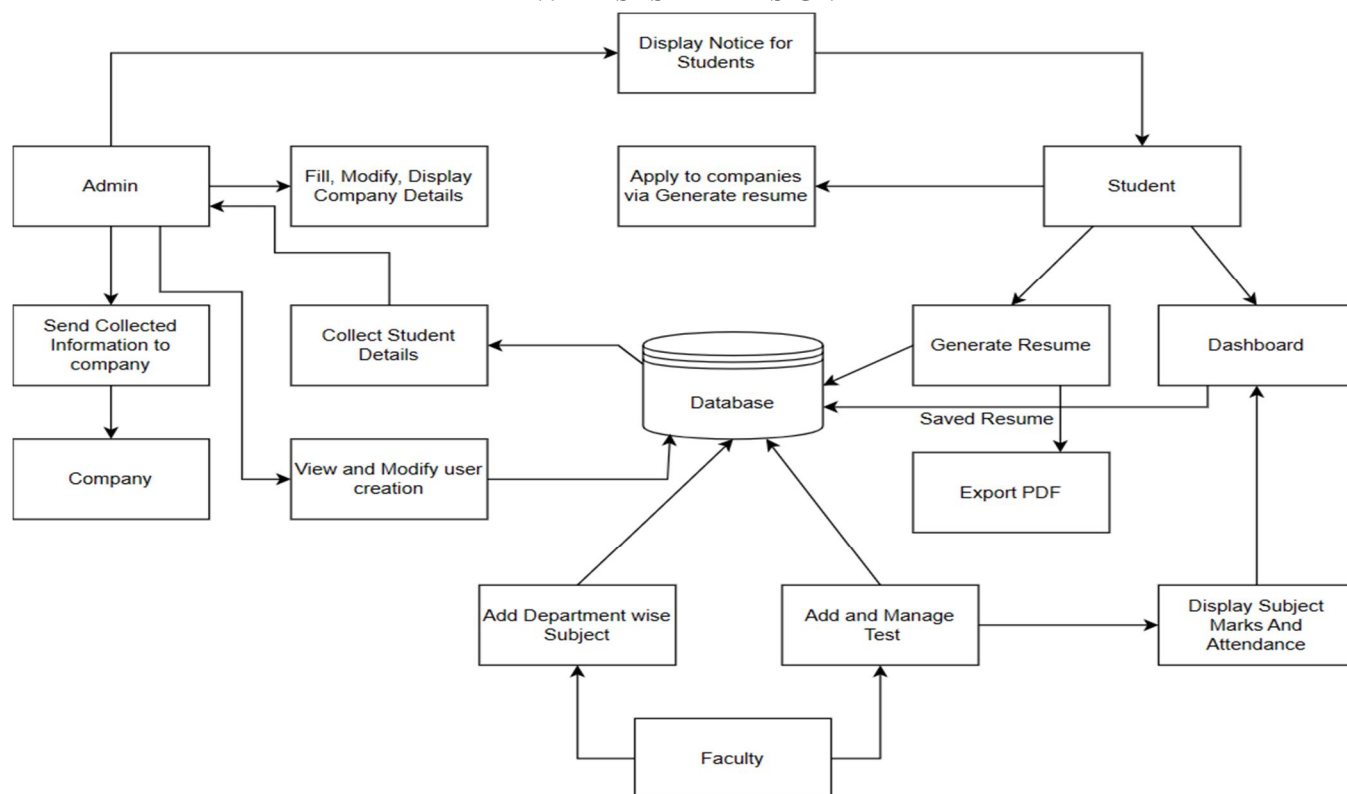 Display Notice for
Students
Admin
Fill, Modify, Display
Company Details
Apply to companies
via Generate resume
Student
Send Collected
Information to
company
Collect Student
Details
Database
Generate Resume
Dashboard
Saved Resume
Company
View and Modify user
creation
Export PDF
Add Department wise
Subject
Add and Manage
Test
Display Subject
Marks And
Attendance
Faculty